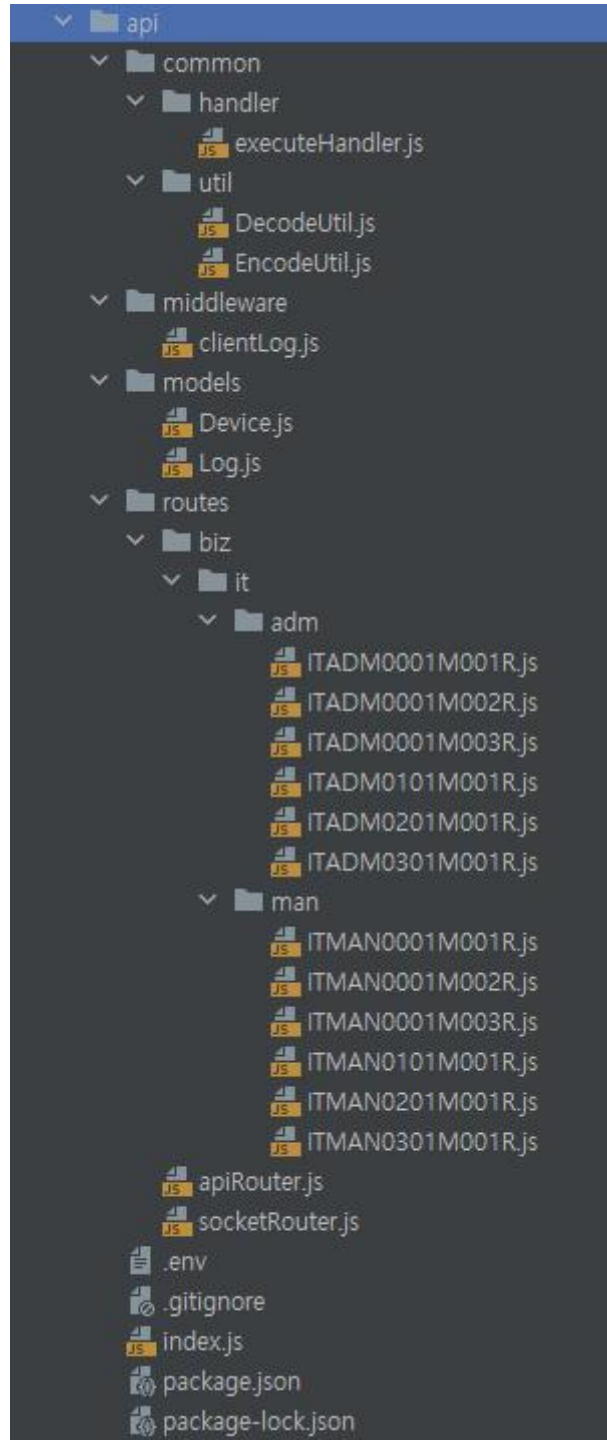 api
common
handler
executeHandler.js
util
DecodeUtil.js
EncodeUtil.js
middleware
clientLog.js
models
Device.js
Log.js
routes
biz
it
adm
ITADM0001M001R.js
ITADM0001M002R.js
ITADM0001M003R.js
ITADM0101M001R.js
ITADM0201M001R.js
ITADM0301M001R.js
man
ITMAN0001M001R.js
ITMAN0001M002R.js
ITMAN0001M003R.js
ITMAN0101M001R.js
ITMAN0201M001R.js
ITMAN0301M001R.js
apiRouter.js
socketRouter.js
.env
.gitignore
index.js
package.json
package-lock.json